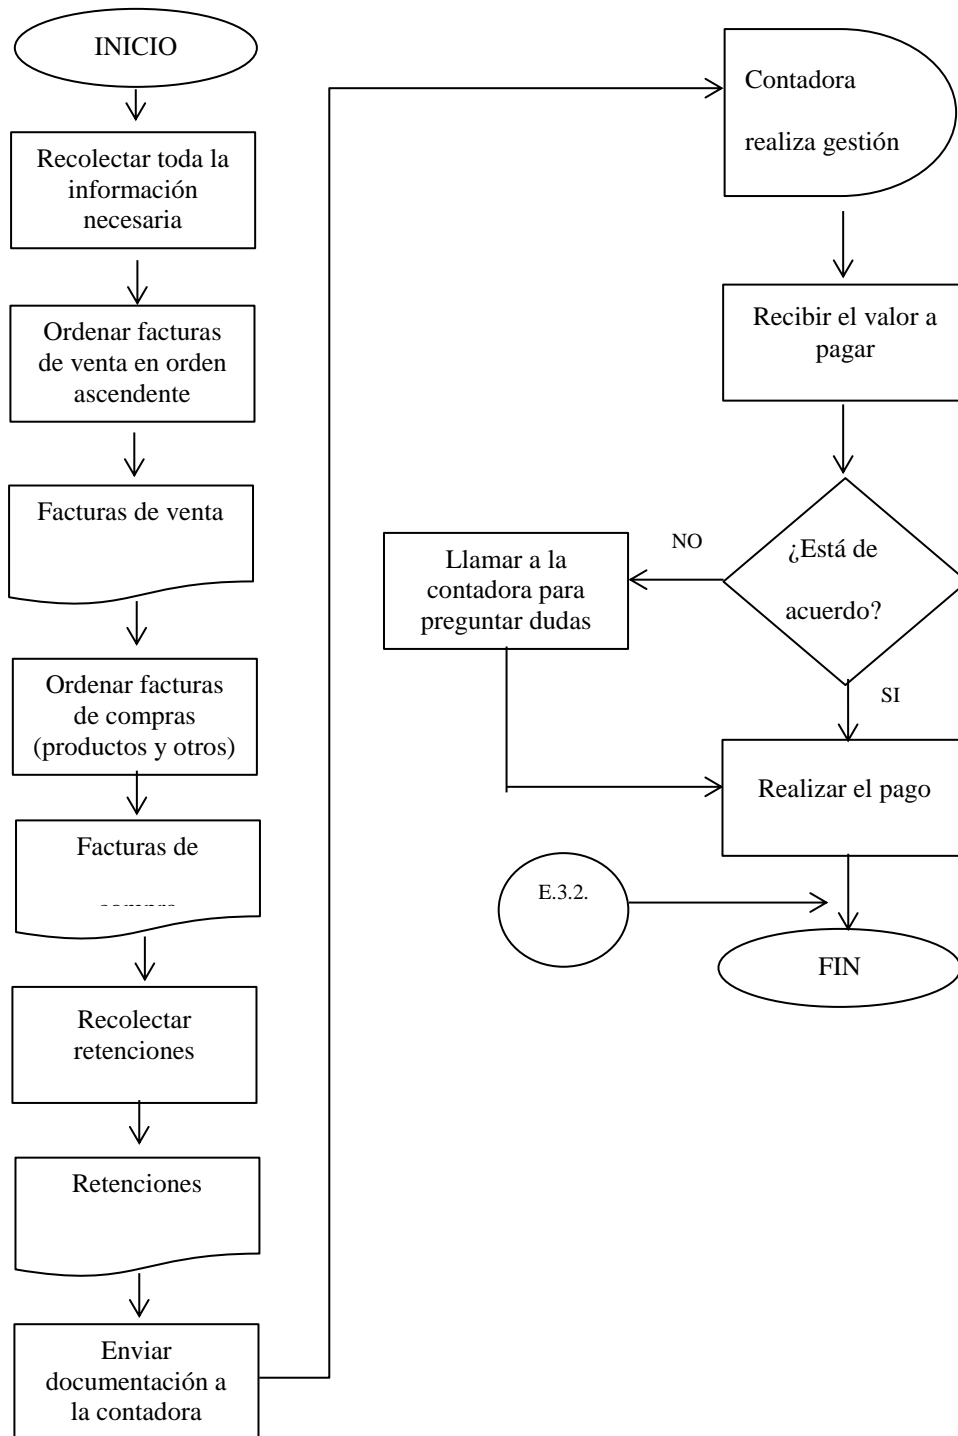 INICIO
Recolectar toda la
información
necesaria
Ordenar facturas
de venta en orden
ascendente
Facturas de venta
Ordenar facturas
de compras
(productos y otros)
Facturas de
Recolectar
retenciones
Retenciones
Enviar
documentación a
la contadora
Contadora
realiza gestión
Recibir el valor a
pagar
¿Está de
acuerdo?
NO
Llamar a la
contadora para
preguntar dudas
SI
Realizar el pago
E.3.2.
FIN